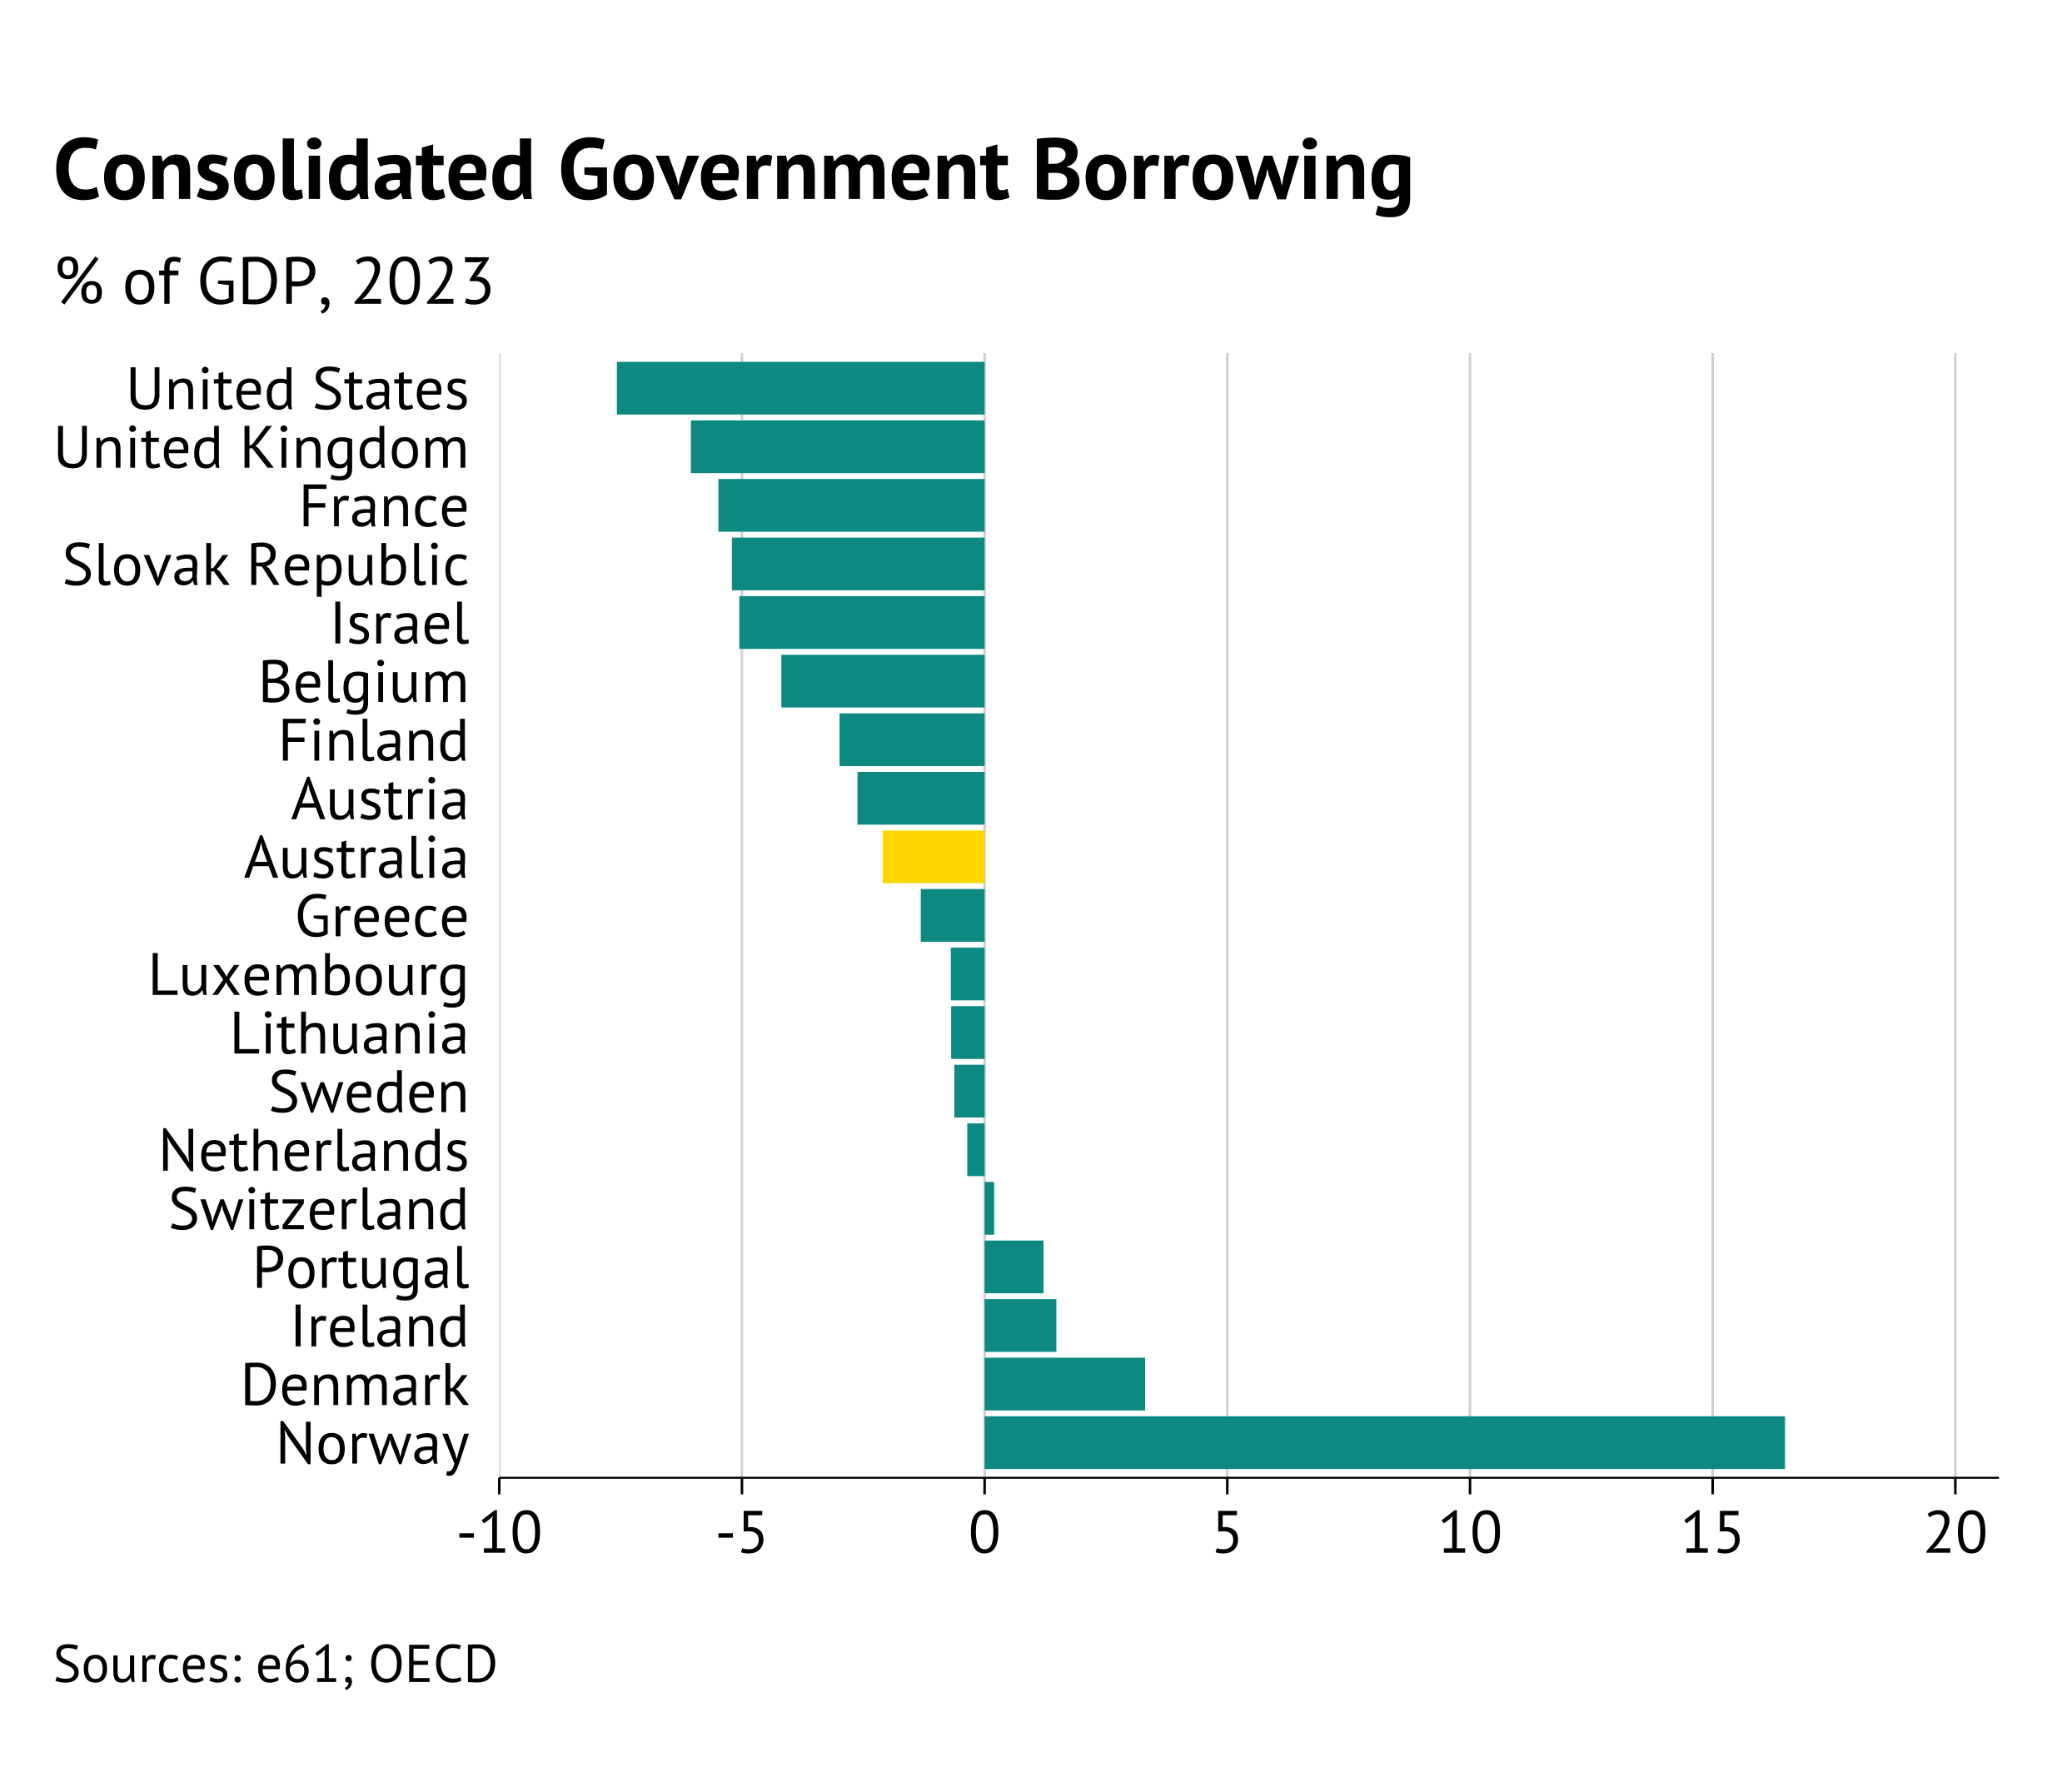 Consolidated Government Borrowing
% of GDP, 2023
United States
United Kingdom
France
Slovak Republic
Israel
Belgium
Finland
Austria
Australia
Greece
Luxembourg
Lithuania
Sweden
Netherlands
Switzerland
Portugal
Ireland
Denmark
Norway
-10 -5 0 5 10 15 20
Sources: e61; OECD